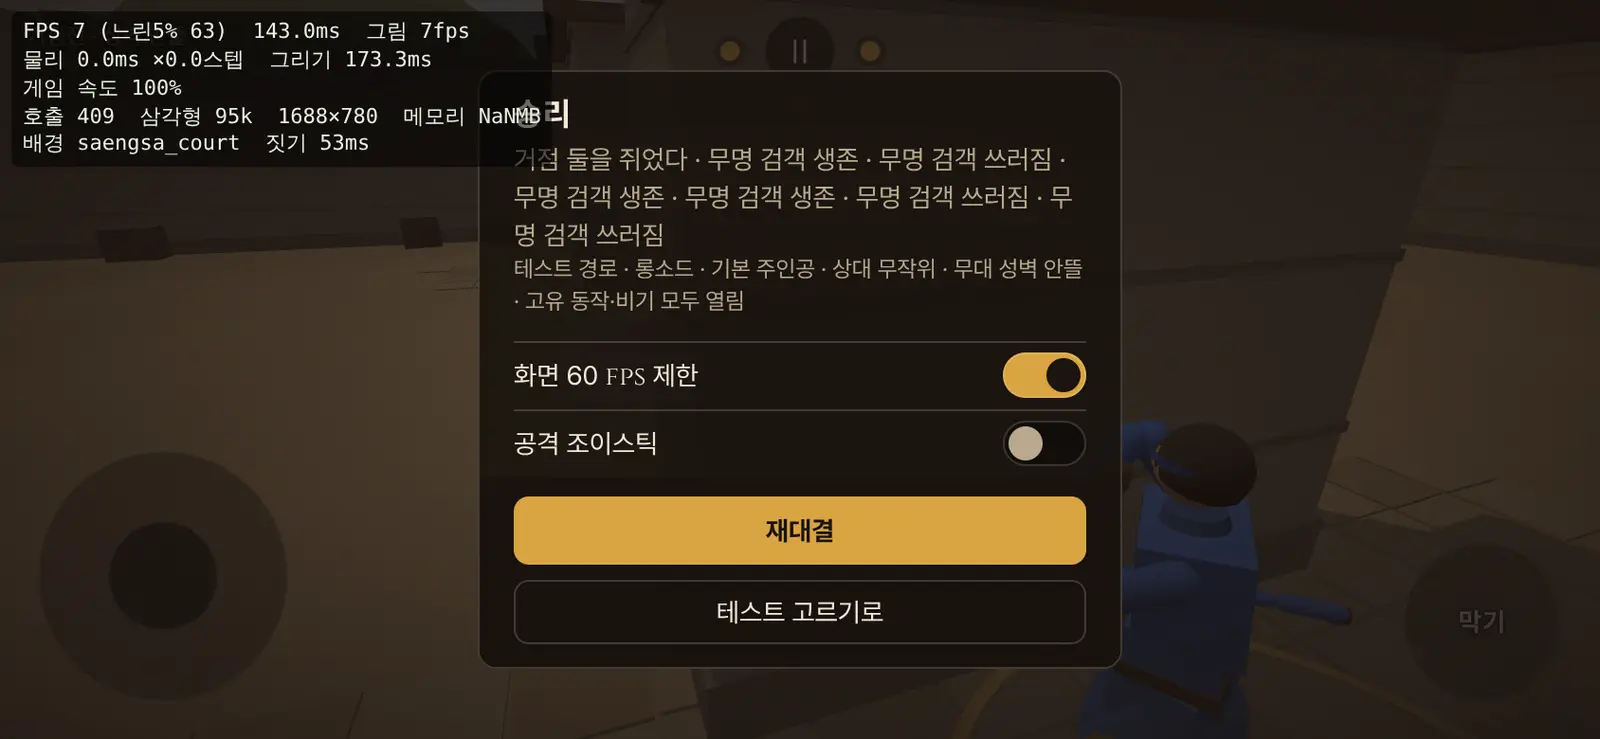 FPS 7 (느린5% 63) 143.0ms 그림 7fps
물리 0.0ms ×0.0스텝 그리기 173.3ms
게임 속도 100%
호출 409 삼각형 95k 1688×780 메모리 NaNMB
배경 saengsa_court 짓기 53ms
승리
거점 둘을 쥐었다 · 무명 검객 생존 · 무명 검객 쓰러짐 ·
무명 검객 생존 · 무명 검객 생존 · 무명 검객 쓰러짐 · 무
명 검객 쓰러짐
테스트 경로 · 롱소드 · 기본 주인공 · 상대 무작위 · 무대 성벽 안뜰
· 고유 동작·비기 모두 열림
화면 60 FPS 제한
공격 조이스틱
재대결
테스트 고르기로
막기